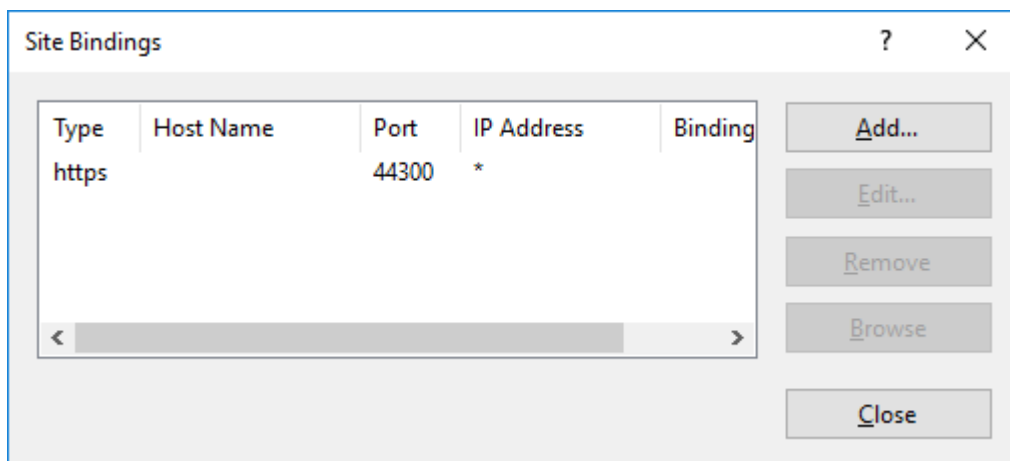 Site Bindings ? ×
Type Host Name Port IP Address Binding
https 44300 *
Add...
Edit...
Remove
Browse
Close